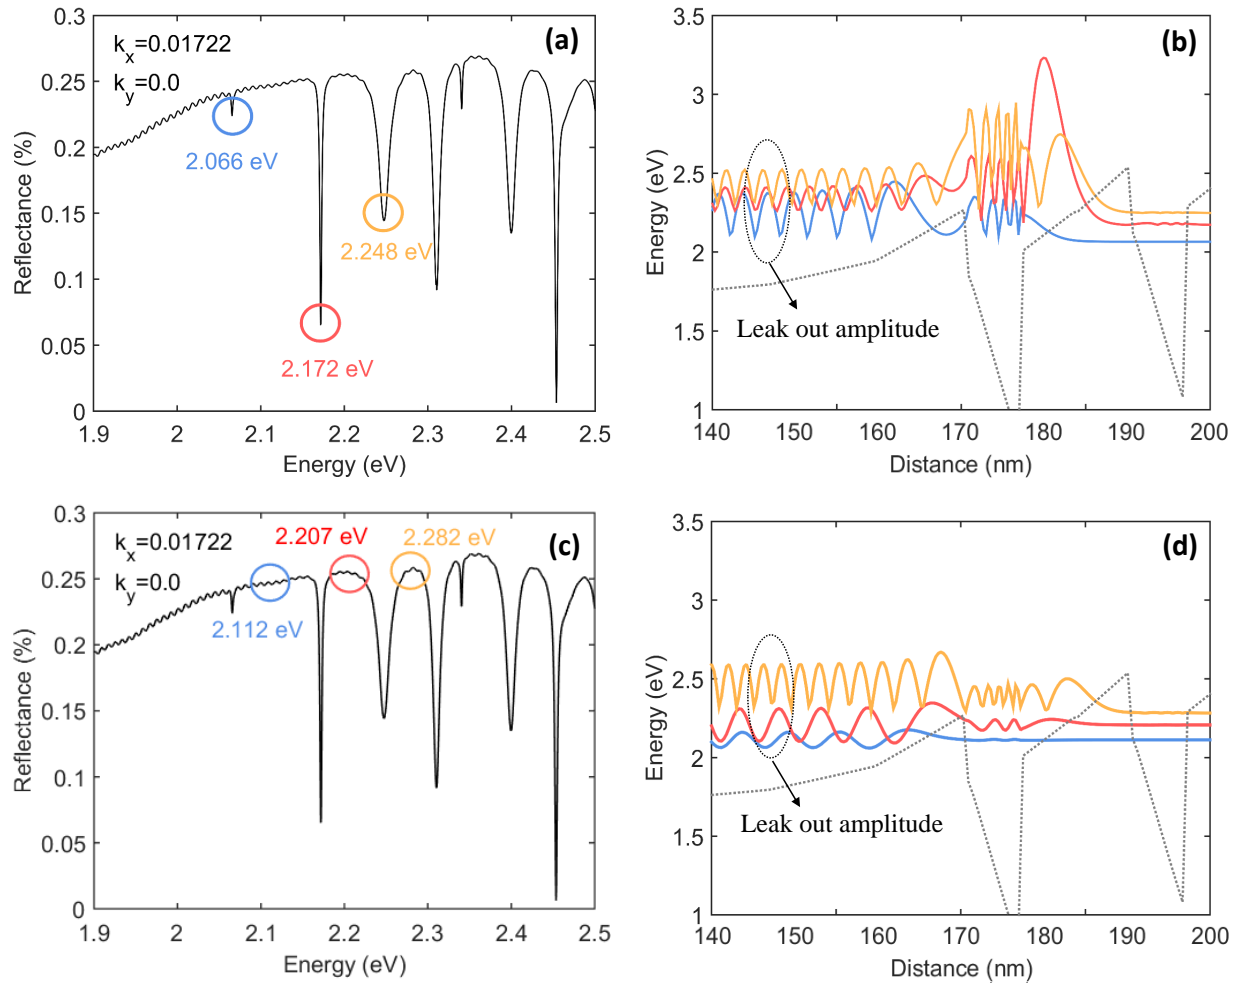 (a)
k_x=0.01722
k_y=0.0
2.066 eV
2.248 eV
2.172 eV
0.3
0.25
0.2
0.15
0.1
0.05
0
Reflectance (%)
1.9 2 2.1 2.2 2.3 2.4 2.5
Energy (eV)
(b)
3.5
3
2.5
2
1.5
1
Energy (eV)
Leak out amplitude
140 150 160 170 180 190 200
Distance (nm)
(c)
2.207 eV 2.282 eV
k_x=0.01722
k_y=0.0
2.112 eV
0.3
0.25
0.2
0.15
0.1
0.05
0
Reflectance (%)
1.9 2 2.1 2.2 2.3 2.4 2.5
Energy (eV)
(d)
3.5
3
2.5
2
1.5
1
Energy (eV)
Leak out amplitude
140 150 160 170 180 190 200
Distance (nm)